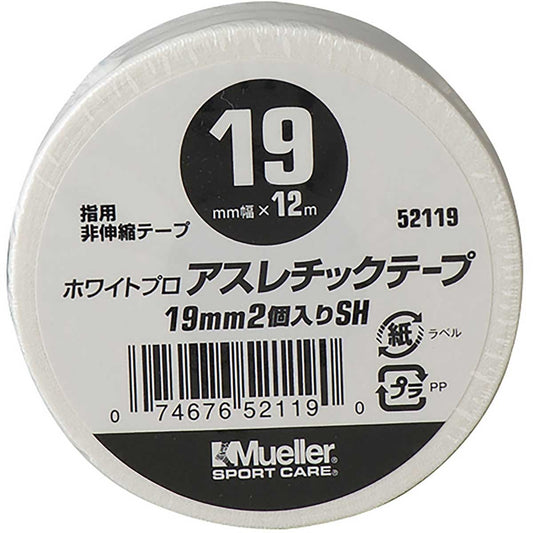 19
mm幅×12m
指用
非伸縮テープ
52119
ホワイトプロ アスレチックテープ
19mm2個入りSH
紙 ラベル
プラ PP
0 74676 52119 0
Mueller®
SPORT CARE®